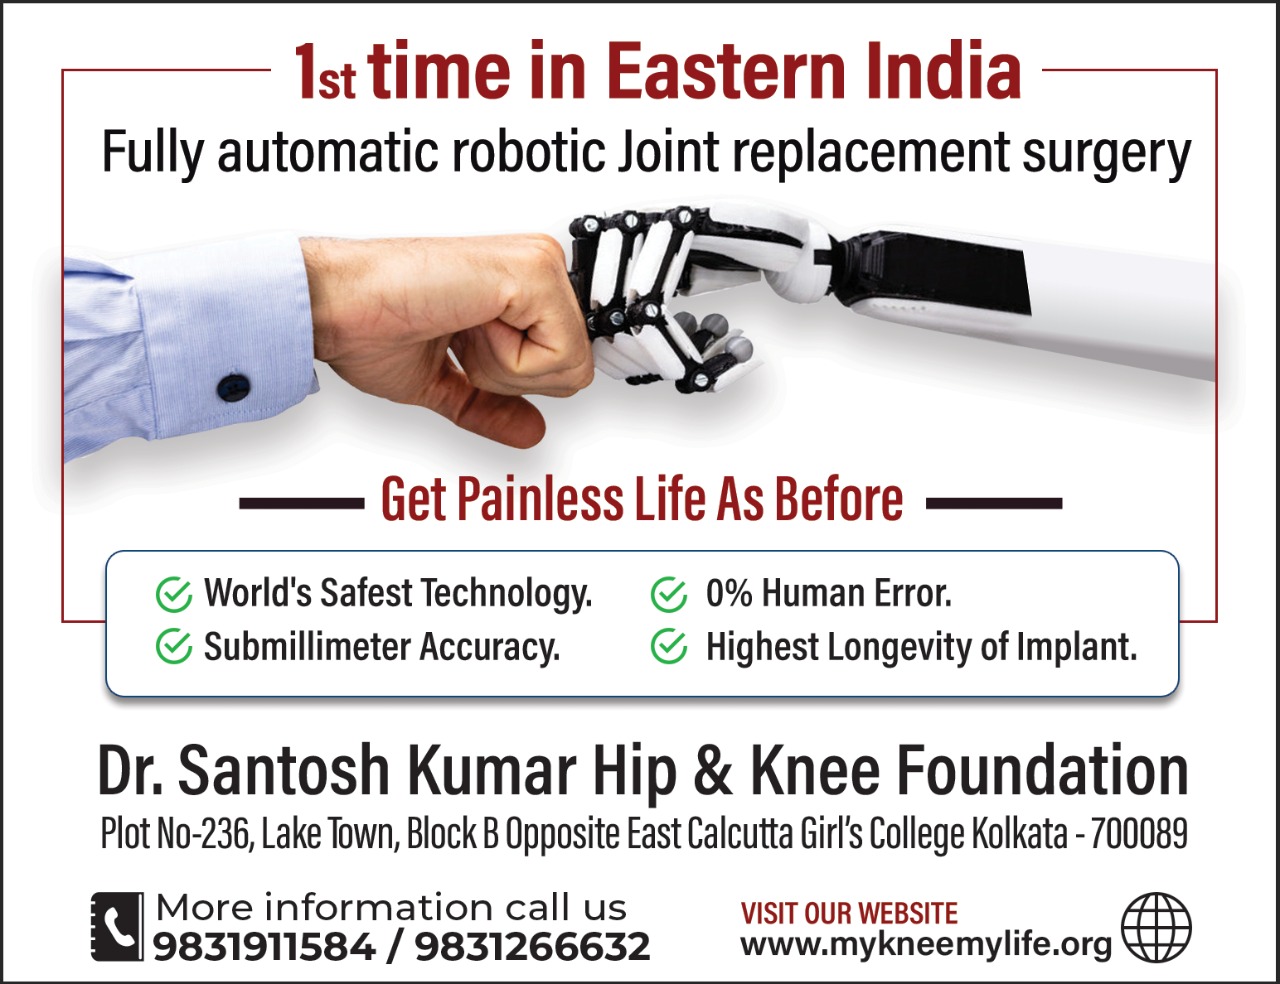 1st time in Eastern India
Fully automatic robotic Joint replacement surgery
Get Painless Life As Before
World's Safest Technology.
0% Human Error.
Submillimeter Accuracy.
Highest Longevity of Implant.
Dr. Santosh Kumar Hip & Knee Foundation
Plot No-236, Lake Town, Block B Opposite East Calcutta Girl’s College Kolkata - 700089
More information call us
9831911584 / 9831266632
VISIT OUR WEBSITE
www.mykneemylife.org